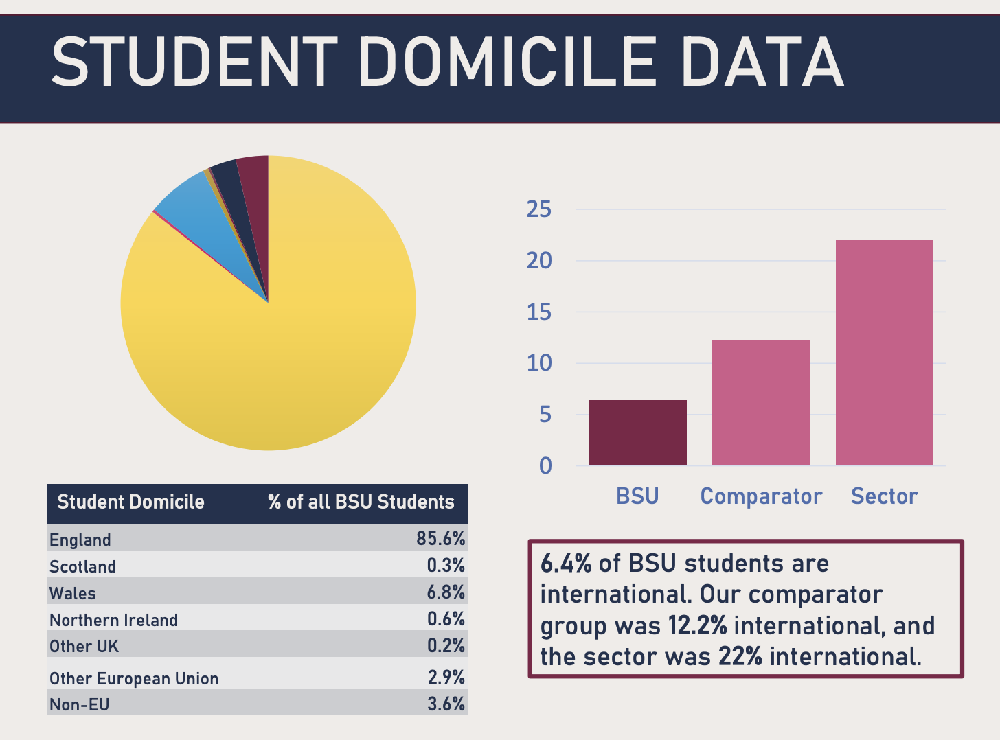 STUDENT DOMICILE DATA
25
20
15
10
5
0
BSU Comparator Sector
Student Domicile % of all BSU Students
England 85.6%
Scotland 0.3%
Wales 6.8%
Northern Ireland 0.6%
Other UK 0.2%
Other European Union 2.9%
Non-EU 3.6%
6.4% of BSU students are
international. Our comparator
group was 12.2% international, and
the sector was 22% international.